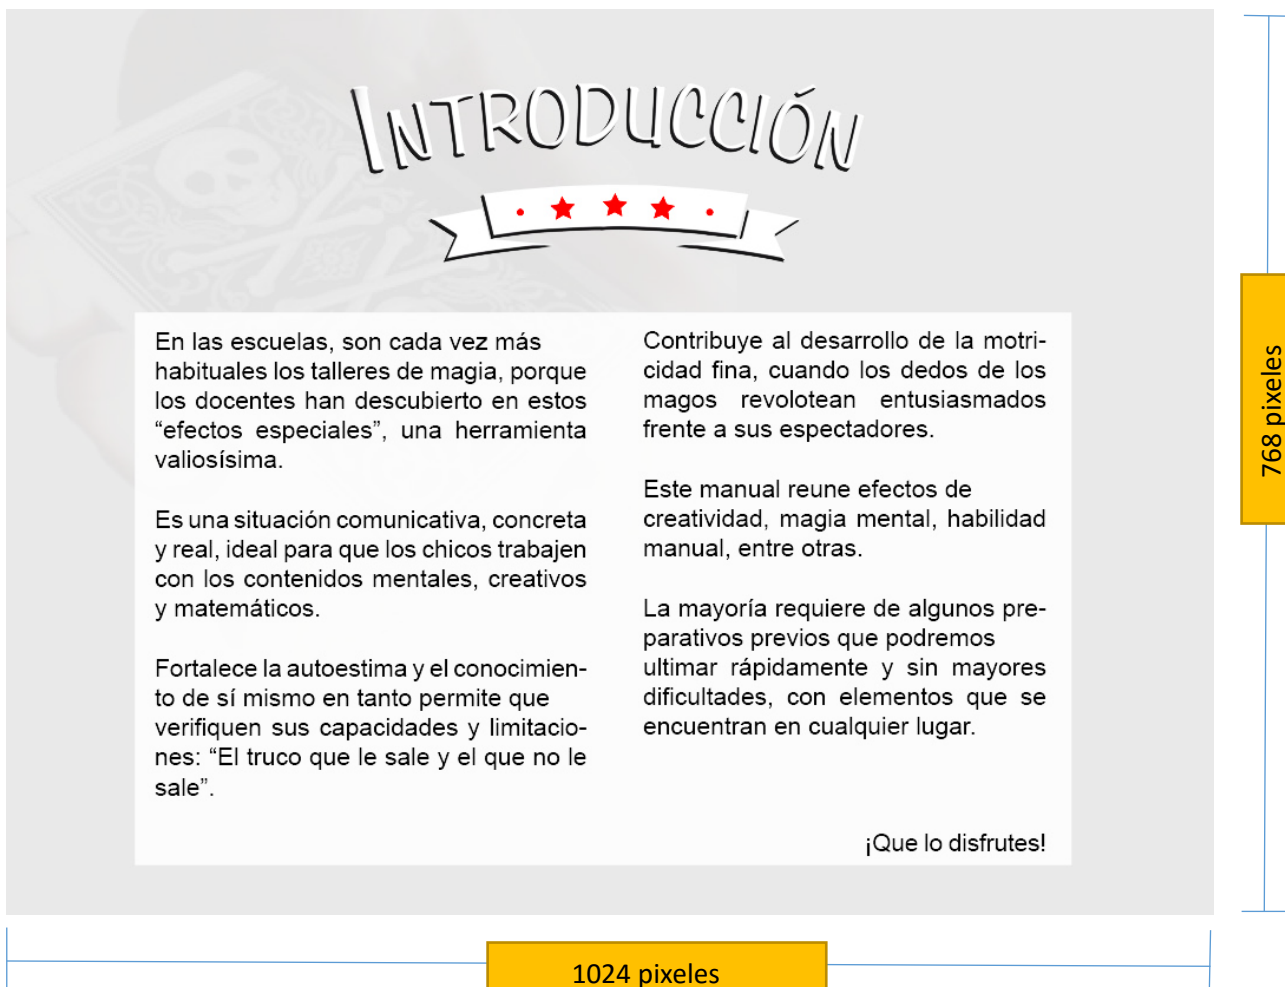 INTRODUCCIÓN
En las escuelas, son cada vez más
habituales los talleres de magia, porque
los docentes han descubierto en estos
“efectos especiales”, una herramienta
valiosísima.
Es una situación comunicativa, concreta
y real, ideal para que los chicos trabajen
con los contenidos mentales, creativos
y matemáticos.
Fortalece la autoestima y el conocimien-
to de sí mismo en tanto permite que
verifiquen sus capacidades y limitacio-
nes: “El truco que le sale y el que no le
sale”.
Contribuye al desarrollo de la motri-
cidad fina, cuando los dedos de los
magos revolotean entusiasmados
frente a sus espectadores.
Este manual reune efectos de
creatividad, magia mental, habilidad
manual, entre otras.
La mayoría requiere de algunos pre-
parativos previos que podremos
ultimar rápidamente y sin mayores
dificultades, con elementos que se
encuentran en cualquier lugar.
¡Que lo disfrutes!
768 pixeles
1024 pixeles